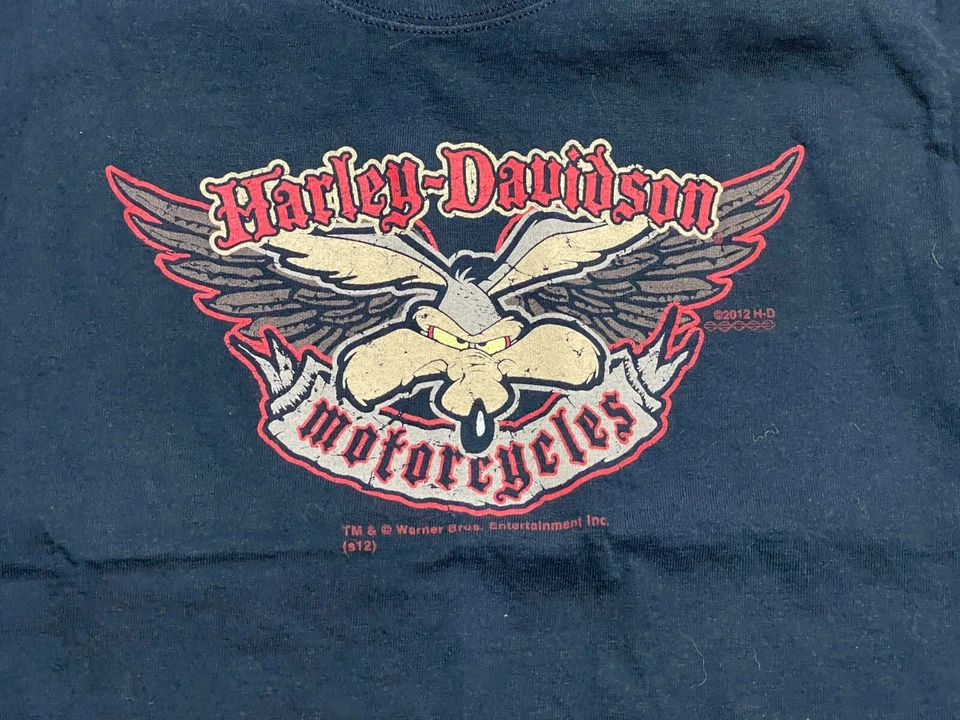 Harley-Davidson
®
©2012 H-D
motorcycles
TM & © Warner Bros. Entertainment Inc.
(s12)